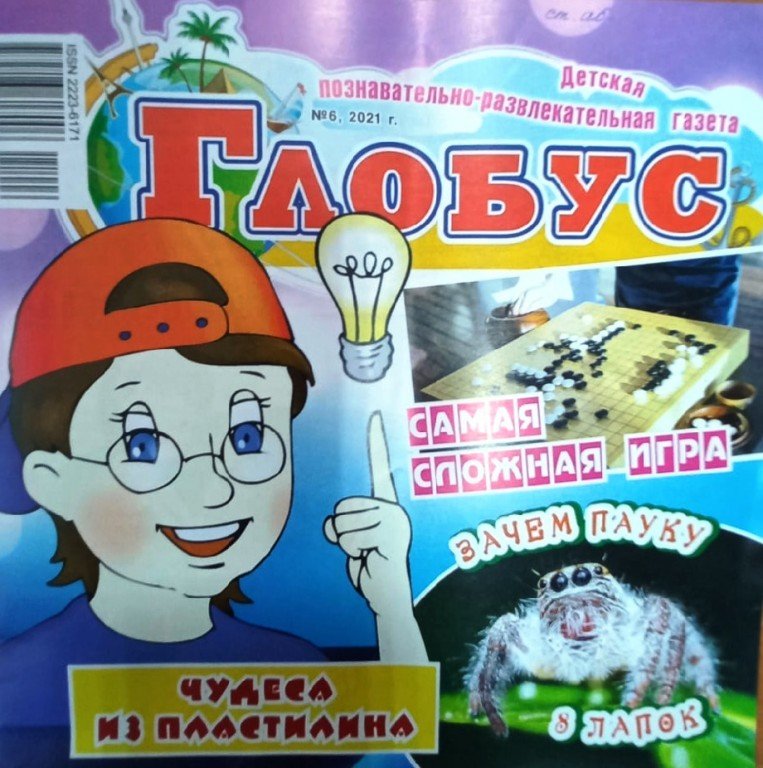 ISSN 2223-6171
Детская
познавательно-развлекательная газета
№6, 2021 г.
ГЛОБУС
САМАЯ
СЛОЖНАЯ ИГРА
ЗАЧЕМ ПАУКУ
8 ЛАПОК
ЧУДЕСА
ИЗ ПЛАСТИЛИНА